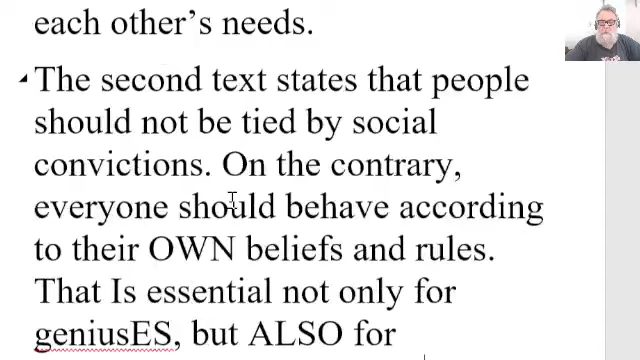 each other's needs.
The second text states that people
should not be tied by social
convictions. On the contrary,
everyone should behave according
to their OWN beliefs and rules.
That Is essential not only for
geniusES, but ALSO for